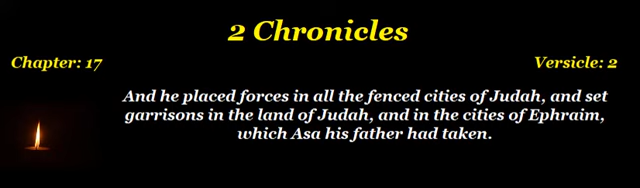 2 Chronicles
Chapter: 17
Versicle: 2
And he placed forces in all the fenced cities of Judah, and set
garrisons in the land of Judah, and in the cities of Ephraim,
which Asa his father had taken.